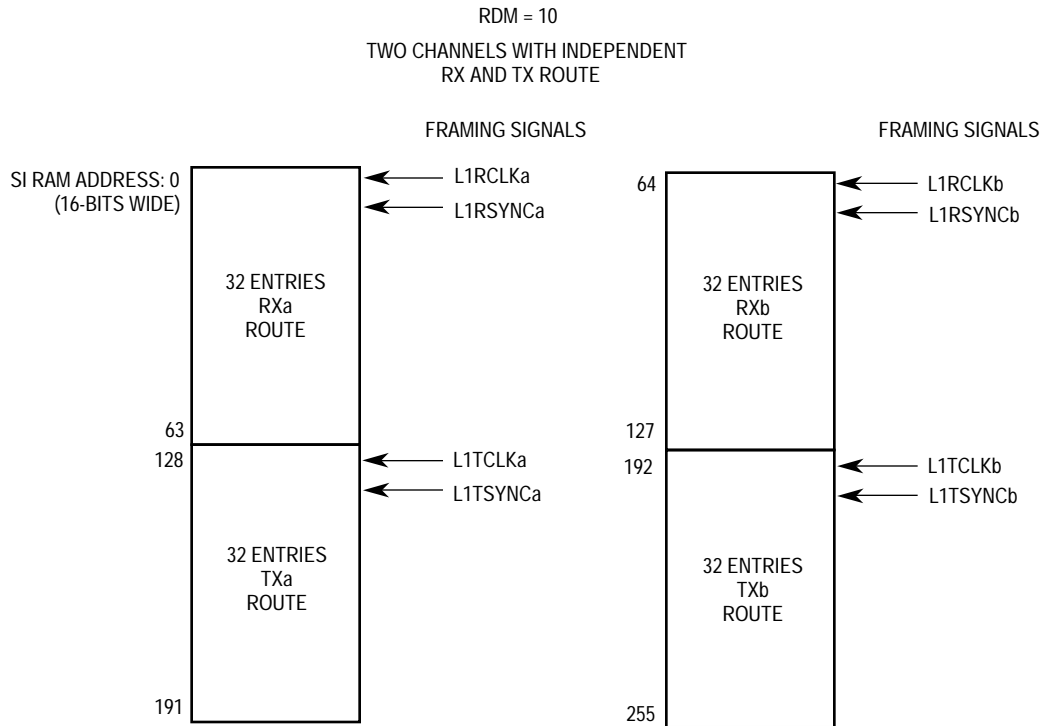 RDM = 10
TWO CHANNELS WITH INDEPENDENT
RX AND TX ROUTE
FRAMING SIGNALS
SI RAM ADDRESS: 0
(16-BITS WIDE)
L1RCLKa
L1RSYNCa
32 ENTRIES
RXa
ROUTE
63
128
L1TCLKa
L1TSYNCa
32 ENTRIES
TXa
ROUTE
191
FRAMING SIGNALS
64
L1RCLKb
L1RSYNCb
32 ENTRIES
RXb
ROUTE
127
192
L1TCLKb
L1TSYNCb
32 ENTRIES
TXb
ROUTE
255